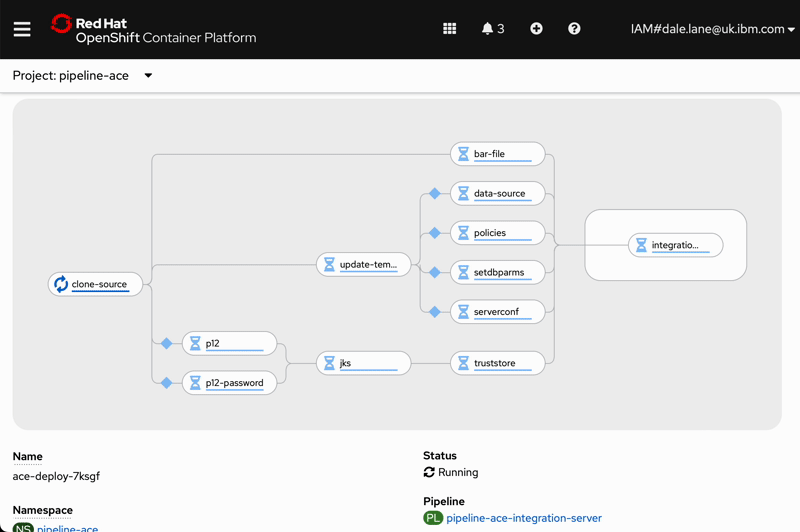 Red Hat
OpenShift Container Platform
3
IAM#dale.lane@uk.ibm.com
Project: pipeline-ace
bar-file
data-source
policies
integratio...
update-tem...
setdbparms
clone-source
serverconf
p12
jks
truststore
p12-password
Name
ace-deploy-7ksgf
Namespace
NS pipeline-ace
Status
Running
Pipeline
PL pipeline-ace-integration-server